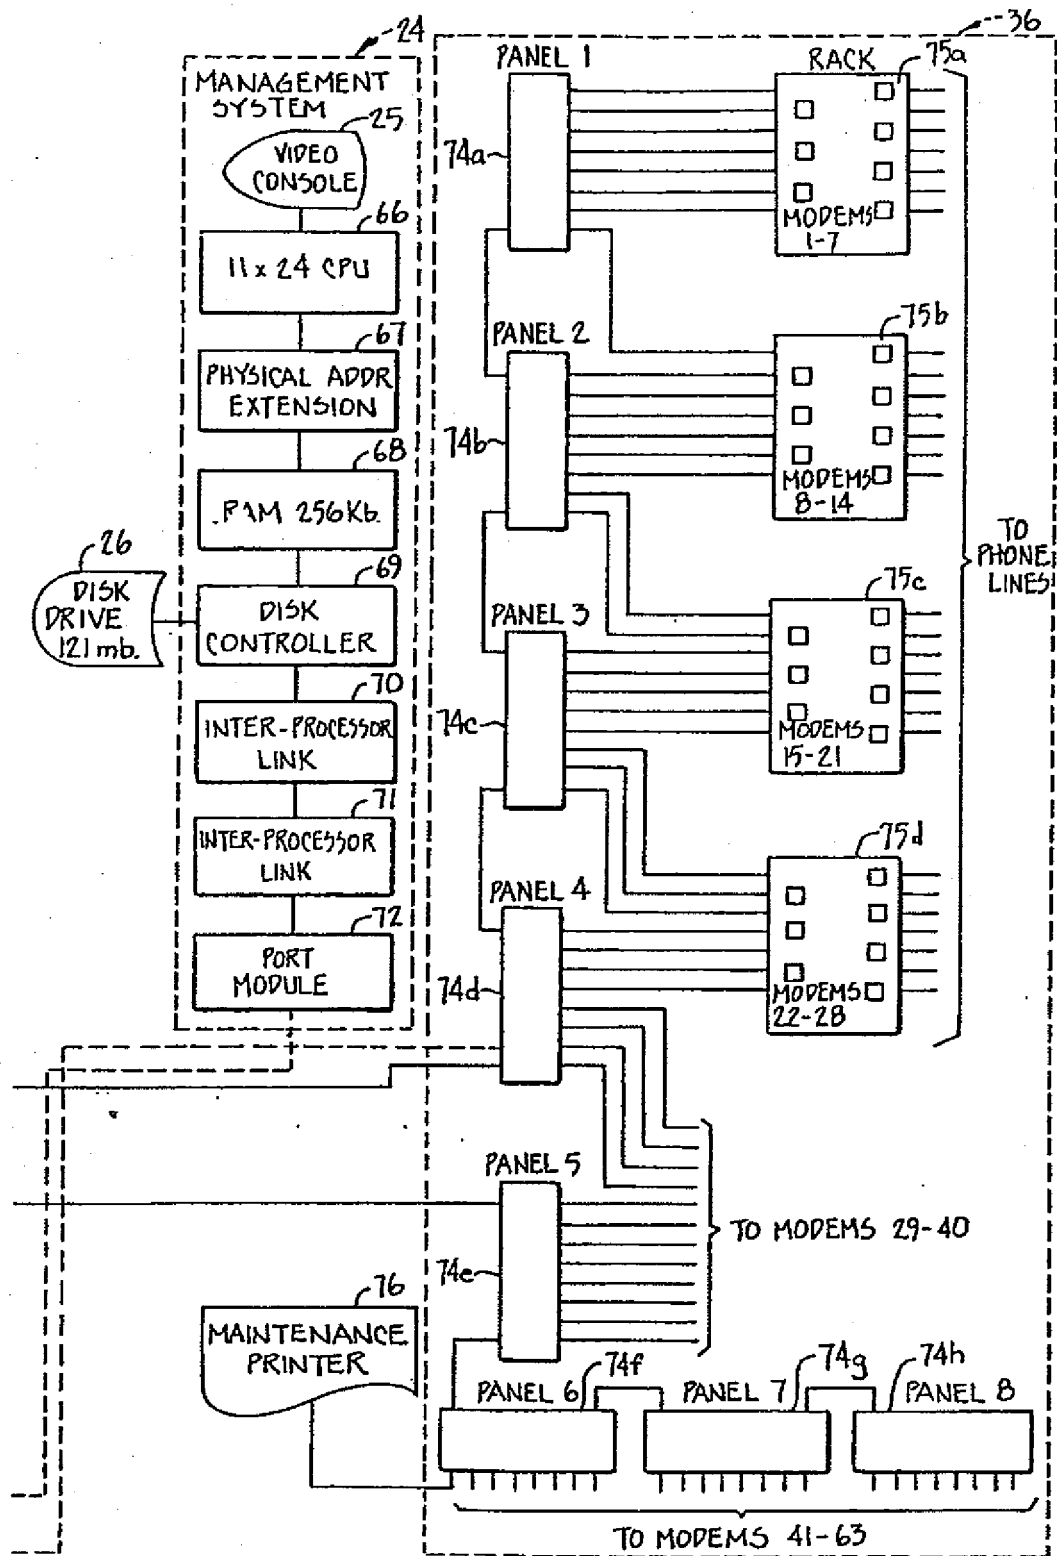 24
MANAGEMENT
SYSTEM
25
VIDEO
CONSOLE
66
11 x 24 CPU
67
PHYSICAL ADDR
EXTENSION
68
RAM 256Kb.
26
DISK
DRIVE
121 mb.
69
DISK
CONTROLLER
70
INTER-PROCESSOR
LINK
71
INTER-PROCESSOR
LINK
72
PORT
MODULE
76
MAINTENANCE
PRINTER
36
PANEL 1
74a
RACK
75a
MODEMS
1-7
PANEL 2
74b
75b
MODEMS
8-14
TO
PHONE
LINES
PANEL 3
74c
75c
MODEMS
15-21
PANEL 4
74d
75d
MODEMS
22-28
PANEL 5
74e
TO MODEMS 29-40
PANEL 6
74f
PANEL 7
74g
PANEL 8
74h
TO MODEMS 41-63